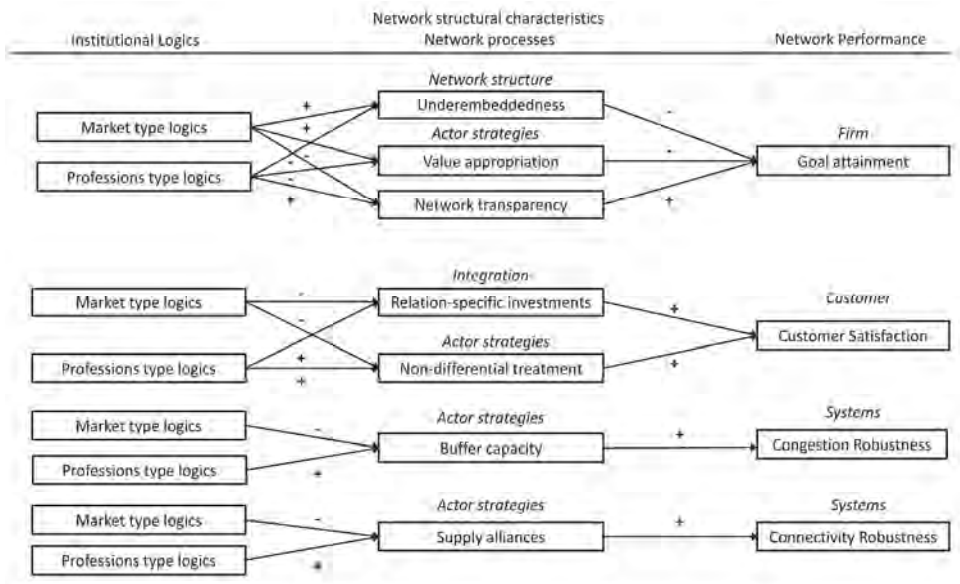 Network structural characteristics
Institutional Logics Network processes Network Performance
Network structure
+ Underembeddedness -
+
Market type logics Actor strategies Firm
- Value appropriation - Goal attainment
Professions type logics -
+ Network transparency +
Integration
Market type logics - Relation-specific investments + Customer
- Customer Satisfaction
Actor strategies
Professions type logics + Non-differential treatment +
+
Market type logics - Actor strategies Systems
Buffer capacity + Congestion Robustness
Professions type logics +
Market type logics - Actor strategies Systems
Supply alliances + Connectivity Robustness
Professions type logics +